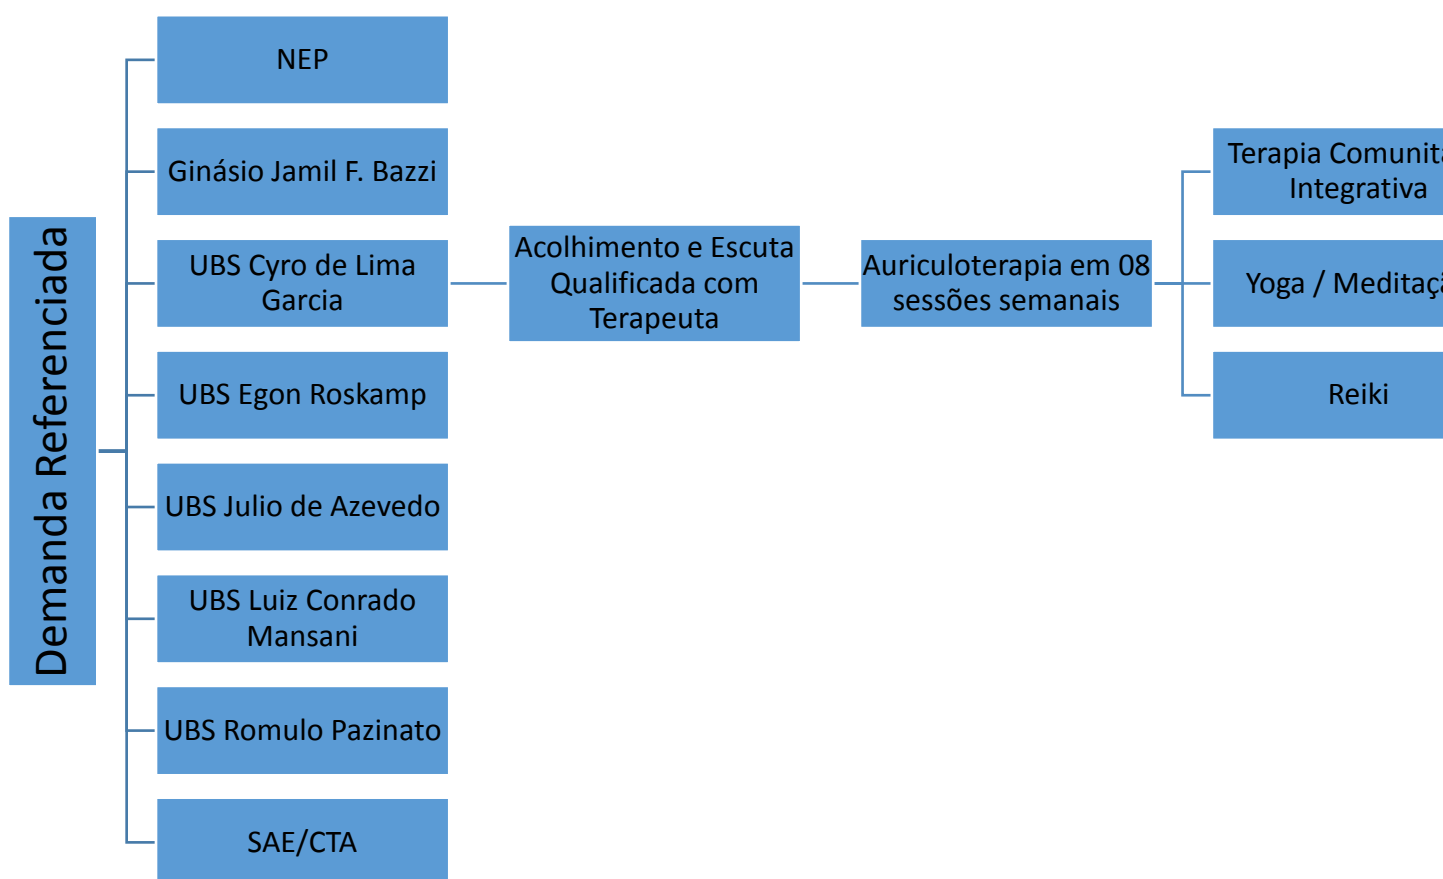 Demanda Referenciada
NEP
Ginásio Jamil F. Bazzi
UBS Cyro de Lima
Garcia
UBS Egon Roskamp
UBS Julio de Azevedo
UBS Luiz Conrado
Mansani
UBS Romulo Pazinato
SAE/CTA
Acolhimento e Escuta
Qualificada com
Terapeuta
Auriculoterapia em 08
sessões semanais
Terapia
Integrativa
Yoga /
Reiki